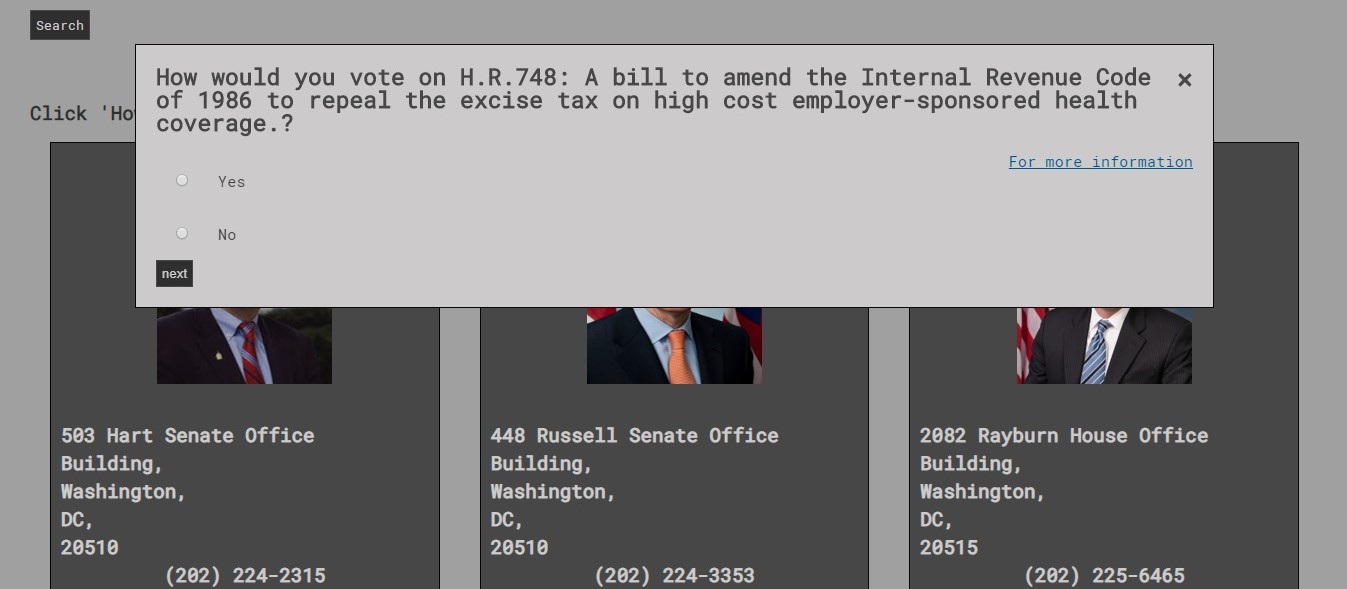 Search
How would you vote on H.R.748: A bill to amend the Internal Revenue Code
of 1986 to repeal the excise tax on high cost employer-sponsored health
coverage.?
×
For more information
Yes
No
next
Click 'Ho
503 Hart Senate Office
Building,
Washington,
DC,
20510
(202) 224-2315
448 Russell Senate Office
Building,
Washington,
DC,
20510
(202) 224-3353
2082 Rayburn House Office
Building,
Washington,
DC,
20515
(202) 225-6465